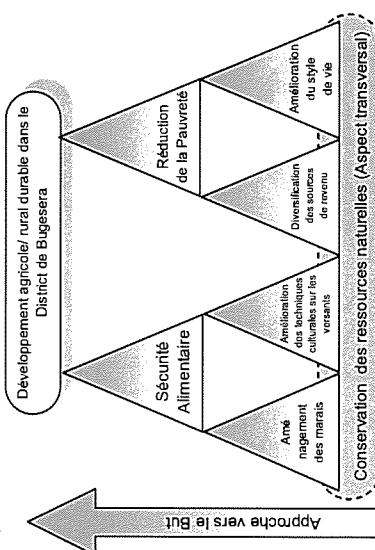 Développement agricole/ rural durable dans le
District de Bugesera
Sécurité
Alimentaire
Réduction
de la Pauvreté
Amé
nagement
des marais
Amélioration
des techniques
culturales sur les
versants
Diversification
des sources
de revenu
Amélioration
du style
de vie
Conservation des ressources naturelles (Aspect transversal)
Approche vers le But